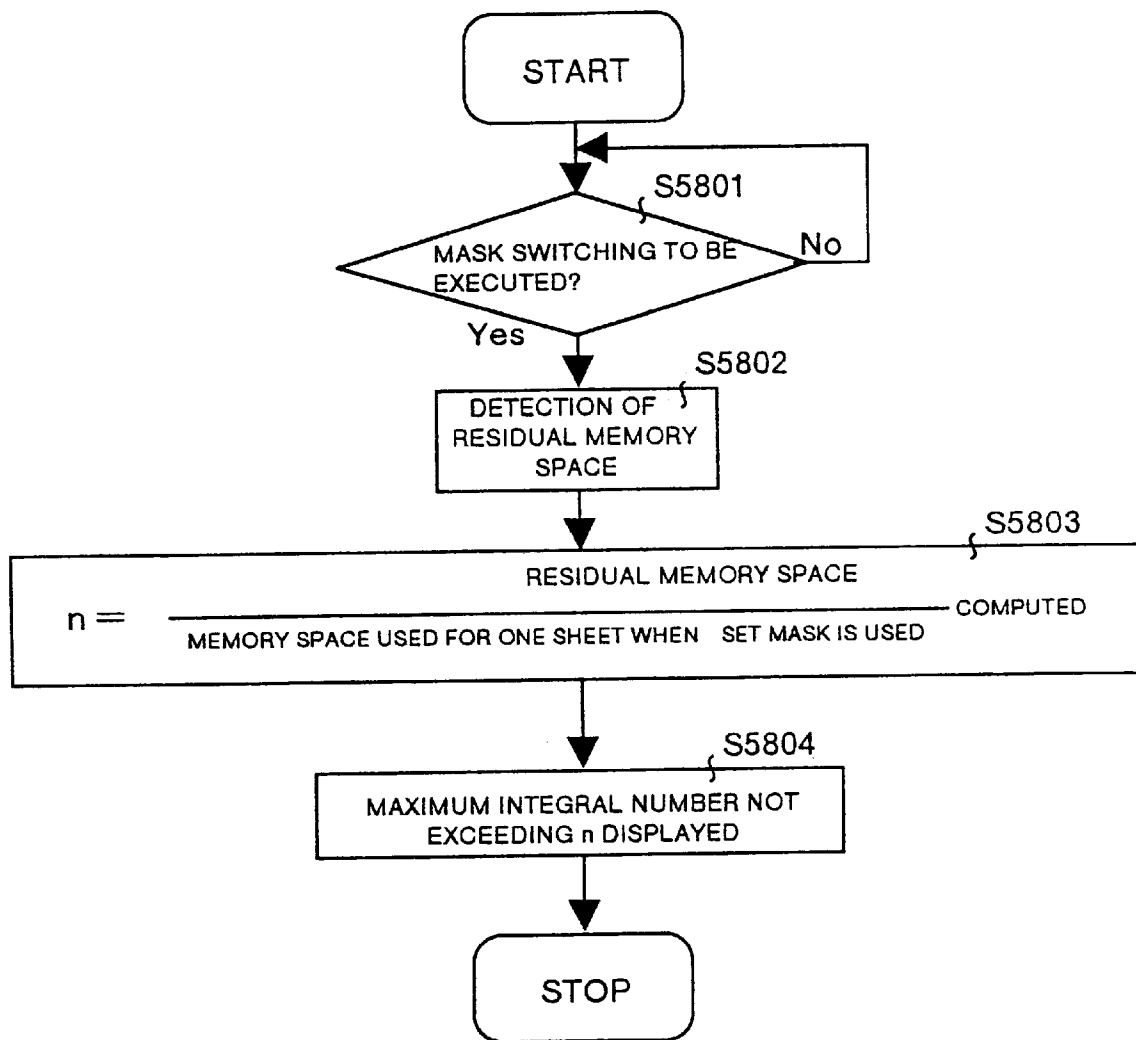 START
S5801
MASK SWITCHING TO BE
EXECUTED?
No
Yes
S5802
DETECTION OF
RESIDUAL MEMORY
SPACE
S5803
RESIDUAL MEMORY SPACE
n = COMPUTED
MEMORY SPACE USED FOR ONE SHEET WHEN SET MASK IS USED
S5804
MAXIMUM INTEGRAL NUMBER NOT
EXCEEDING n DISPLAYED
STOP